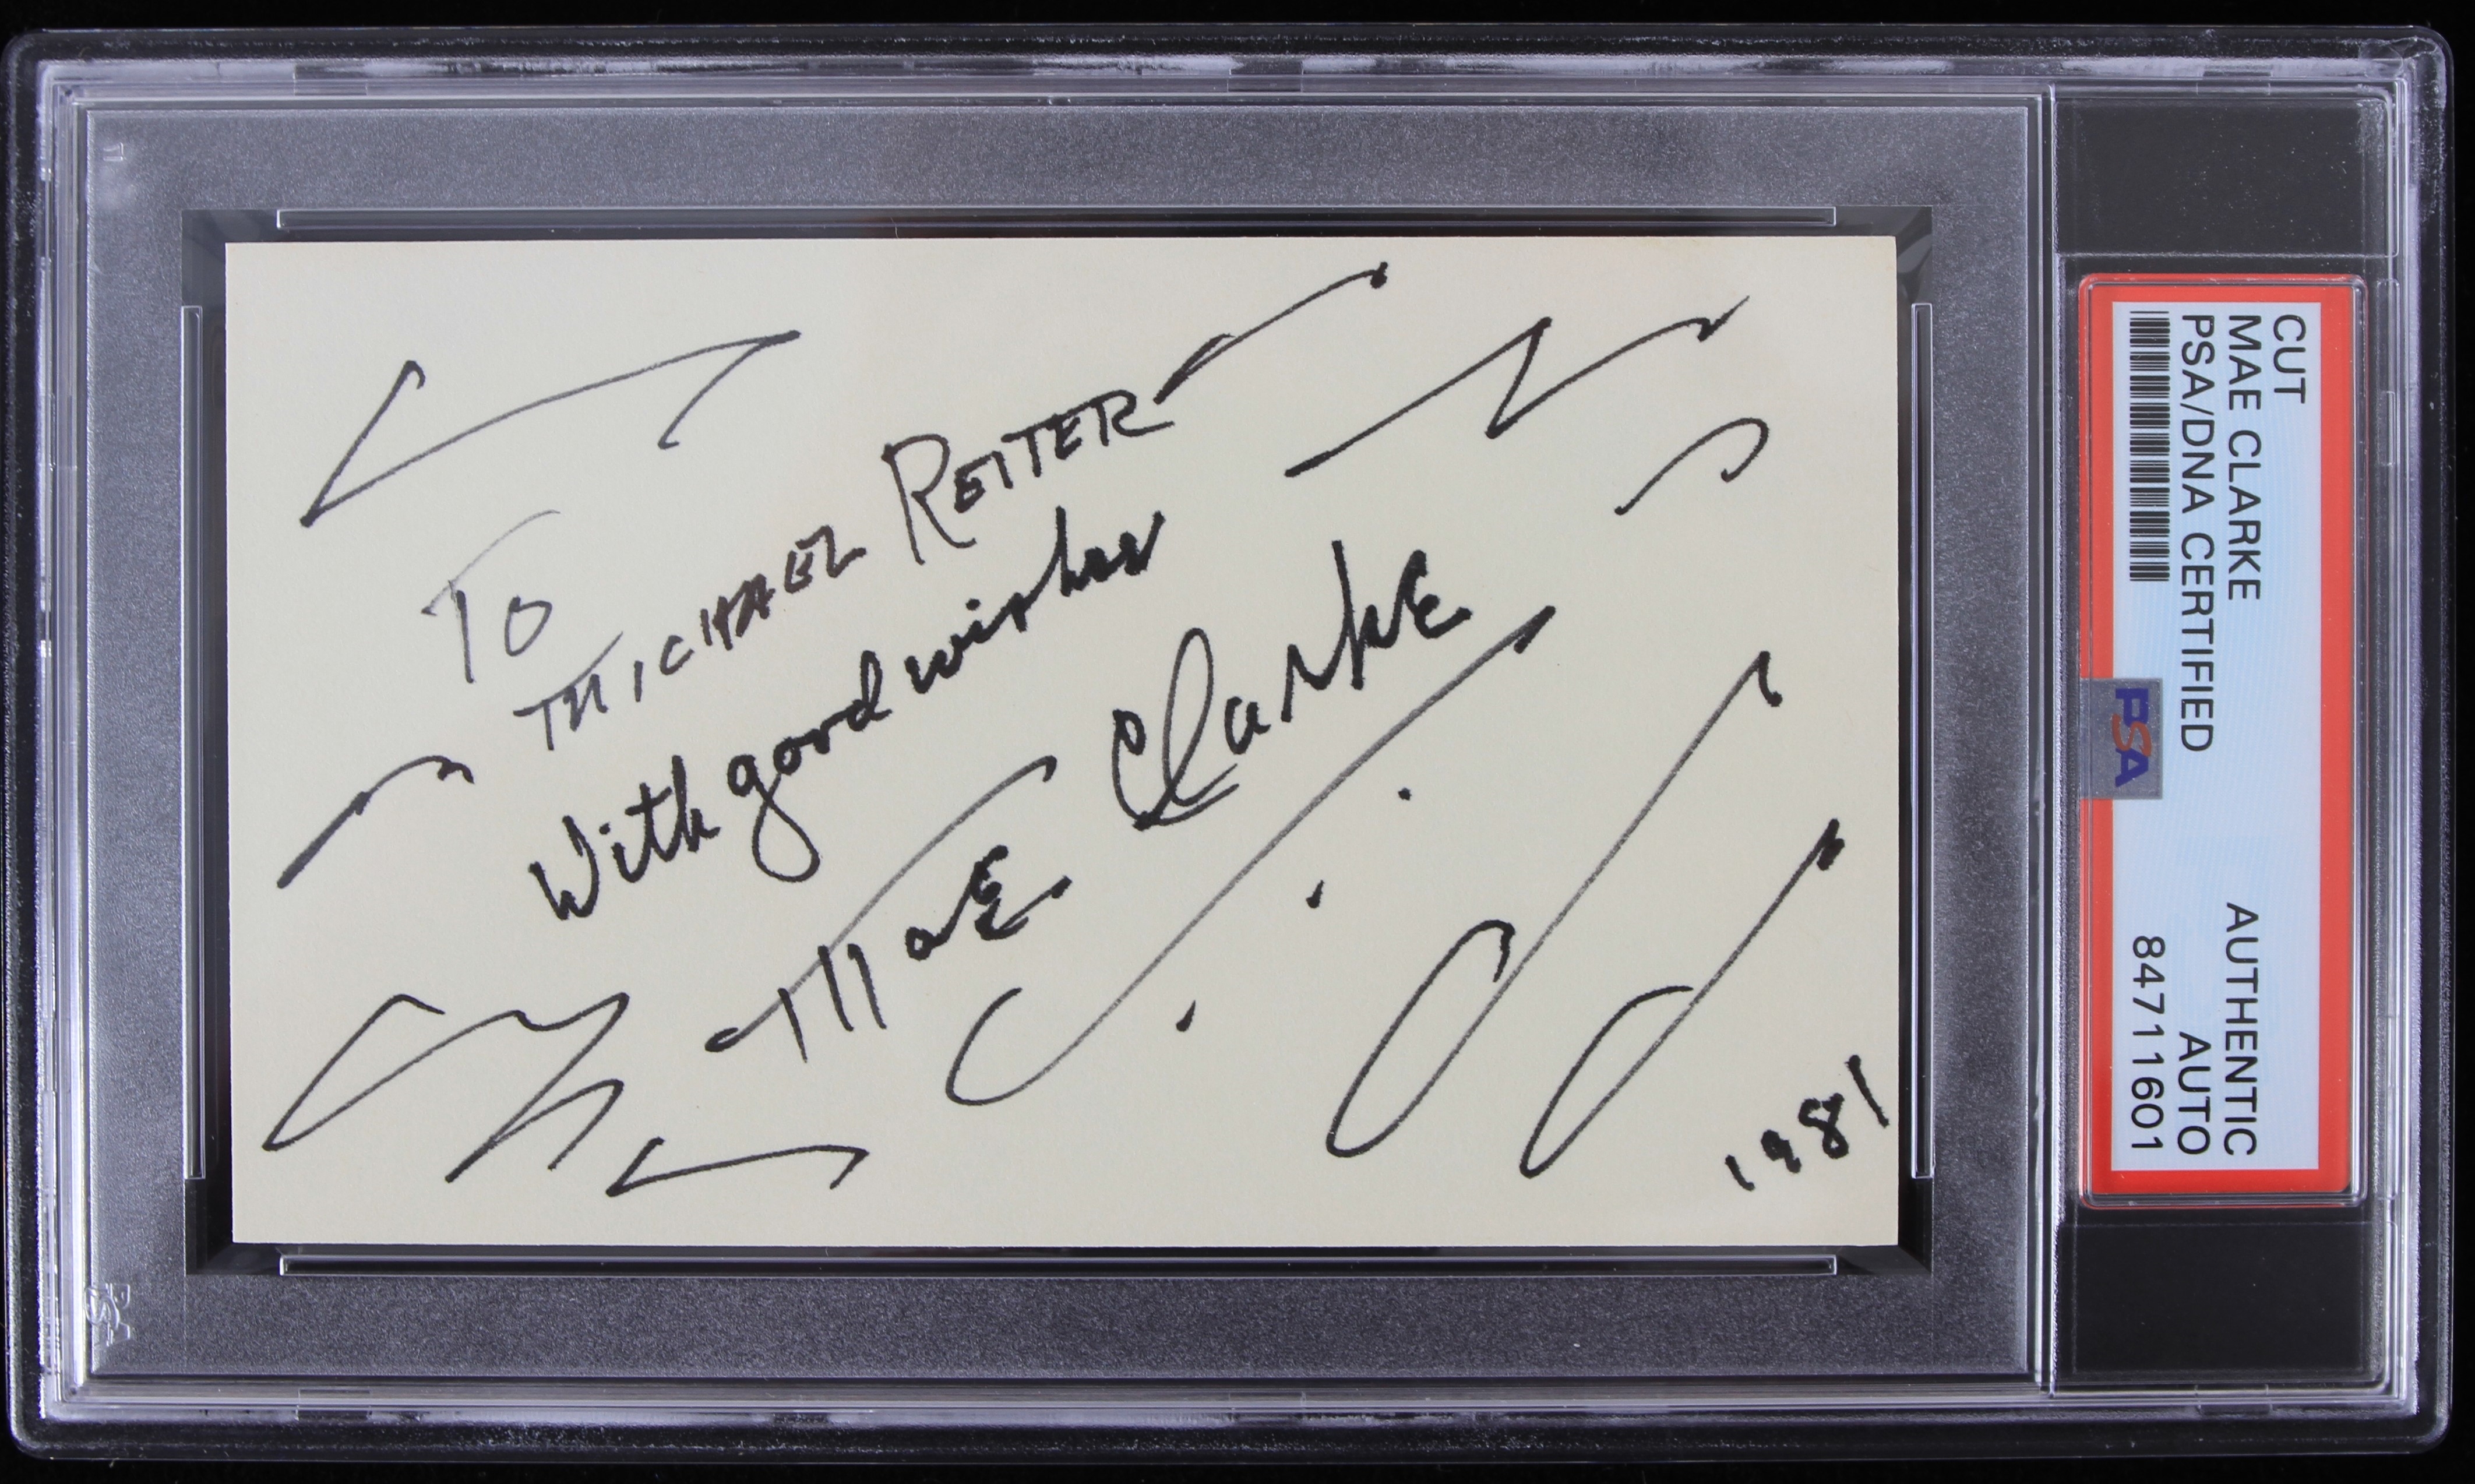 To
MICHAEL REITER
With good wishes
Mae Clarke
1981
CUT
MAE CLARKE
PSA/DNA CERTIFIED
AUTHENTIC
AUTO
84711601
PSA